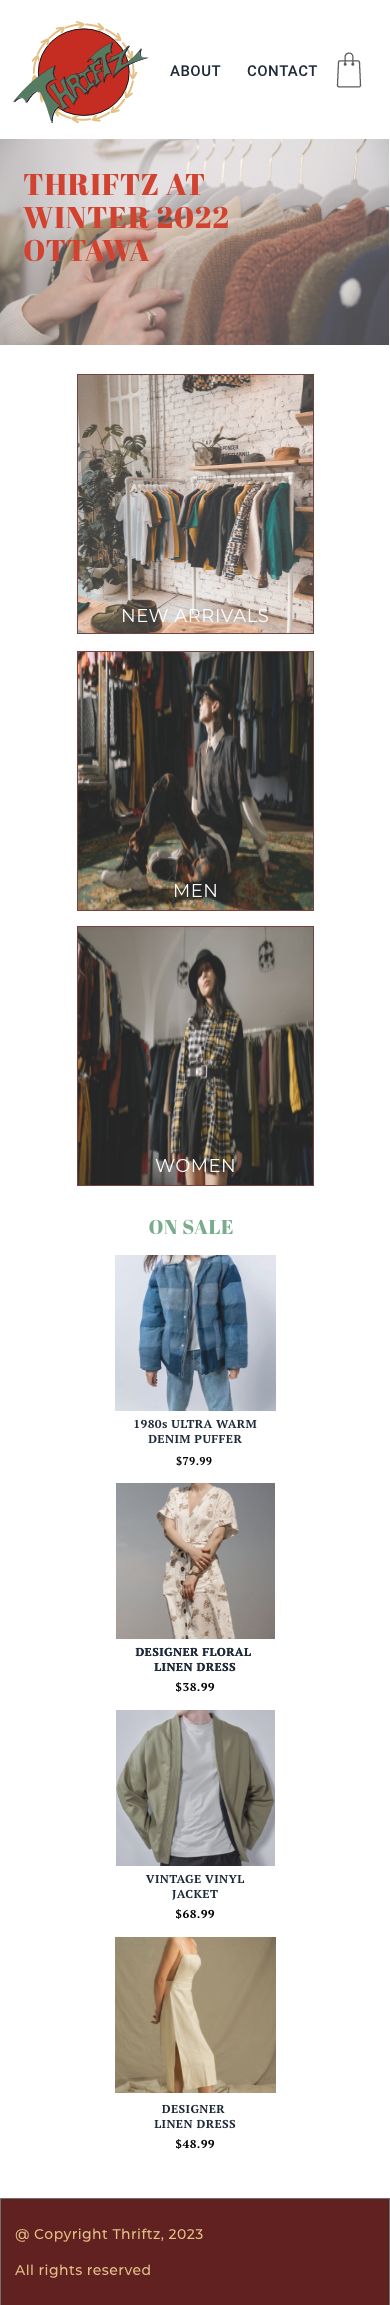 THRIFTZ
ABOUT
CONTACT
THRIFTZ AT
WINTER 2022
OTTAWA
NEW ARRIVALS
MEN
WOMEN
ON SALE
1980s ULTRA WARM
DENIM PUFFER
$79.99
DESIGNER FLORAL
LINEN DRESS
$38.99
VINTAGE VINYL
JACKET
$68.99
DESIGNER
LINEN DRESS
$48.99
@ Copyright Thriftz, 2023
All rights reserved